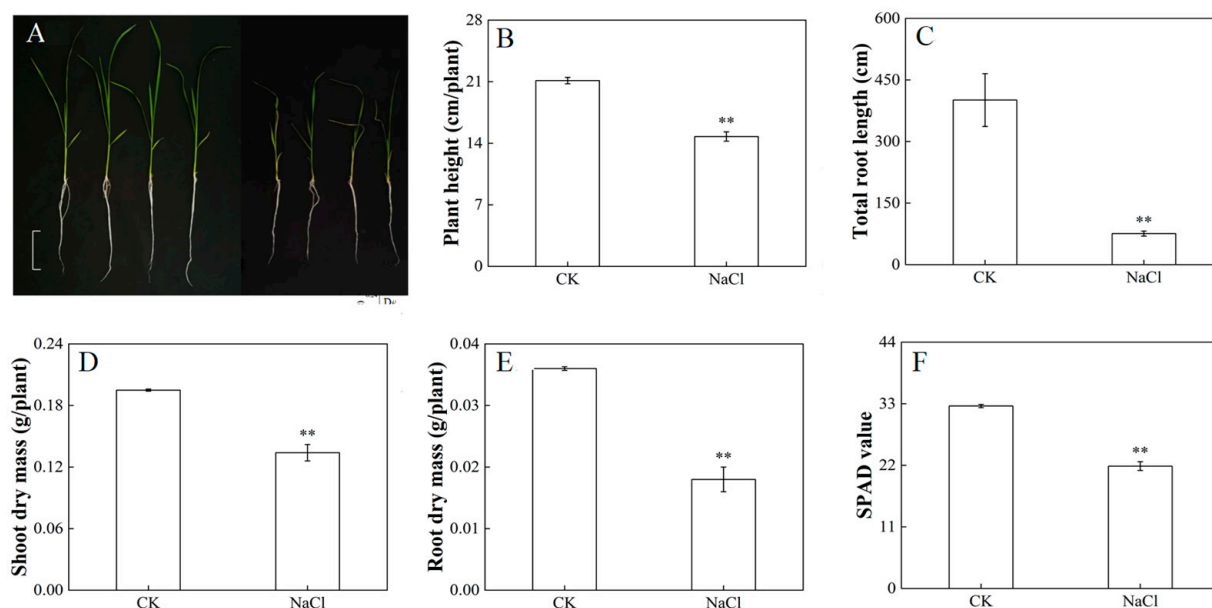 A
B
Plant height (cm/plant)
28
21
14
7
0
**
CK
NaCl
C
Total root length (cm)
600
450
300
150
0
**
CK
NaCl
D
Shoot dry mass (g/plant)
0.24
0.18
0.12
0.06
0.00
**
CK
NaCl
E
Root dry mass (g/plant)
0.04
0.03
0.02
0.01
0.00
**
CK
NaCl
F
SPAD value
44
33
22
11
0
**
CK
NaCl